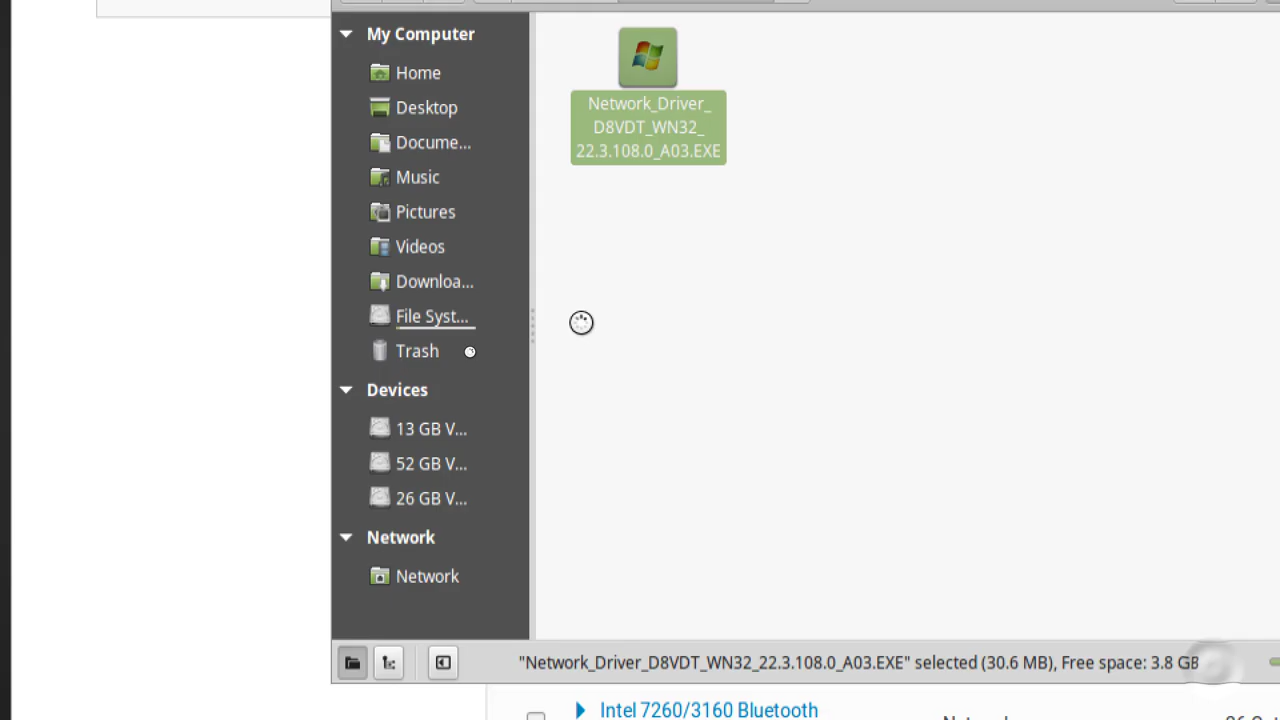 My Computer
Home
Desktop
Docume...
Music
Pictures
Videos
Downloa...
File Syst...
Trash
Devices
13 GB V...
52 GB V...
26 GB V...
Network
Network
Network_Driver_
D8VDT_WN32_
22.3.108.0_A03.EXE
"Network_Driver_D8VDT_WN32_22.3.108.0_A03.EXE" selected (30.6 MB), Free space: 3.8 GB
Intel 7260/3160 Bluetooth